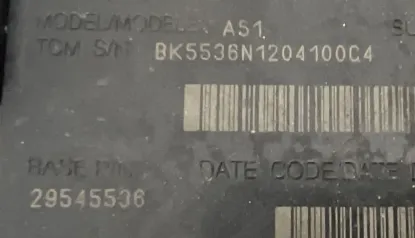 MODEL/MODELE A51
TCM S/N BK5536N1204100C4
BASE P/N
DATE CODE/DATE
29545536